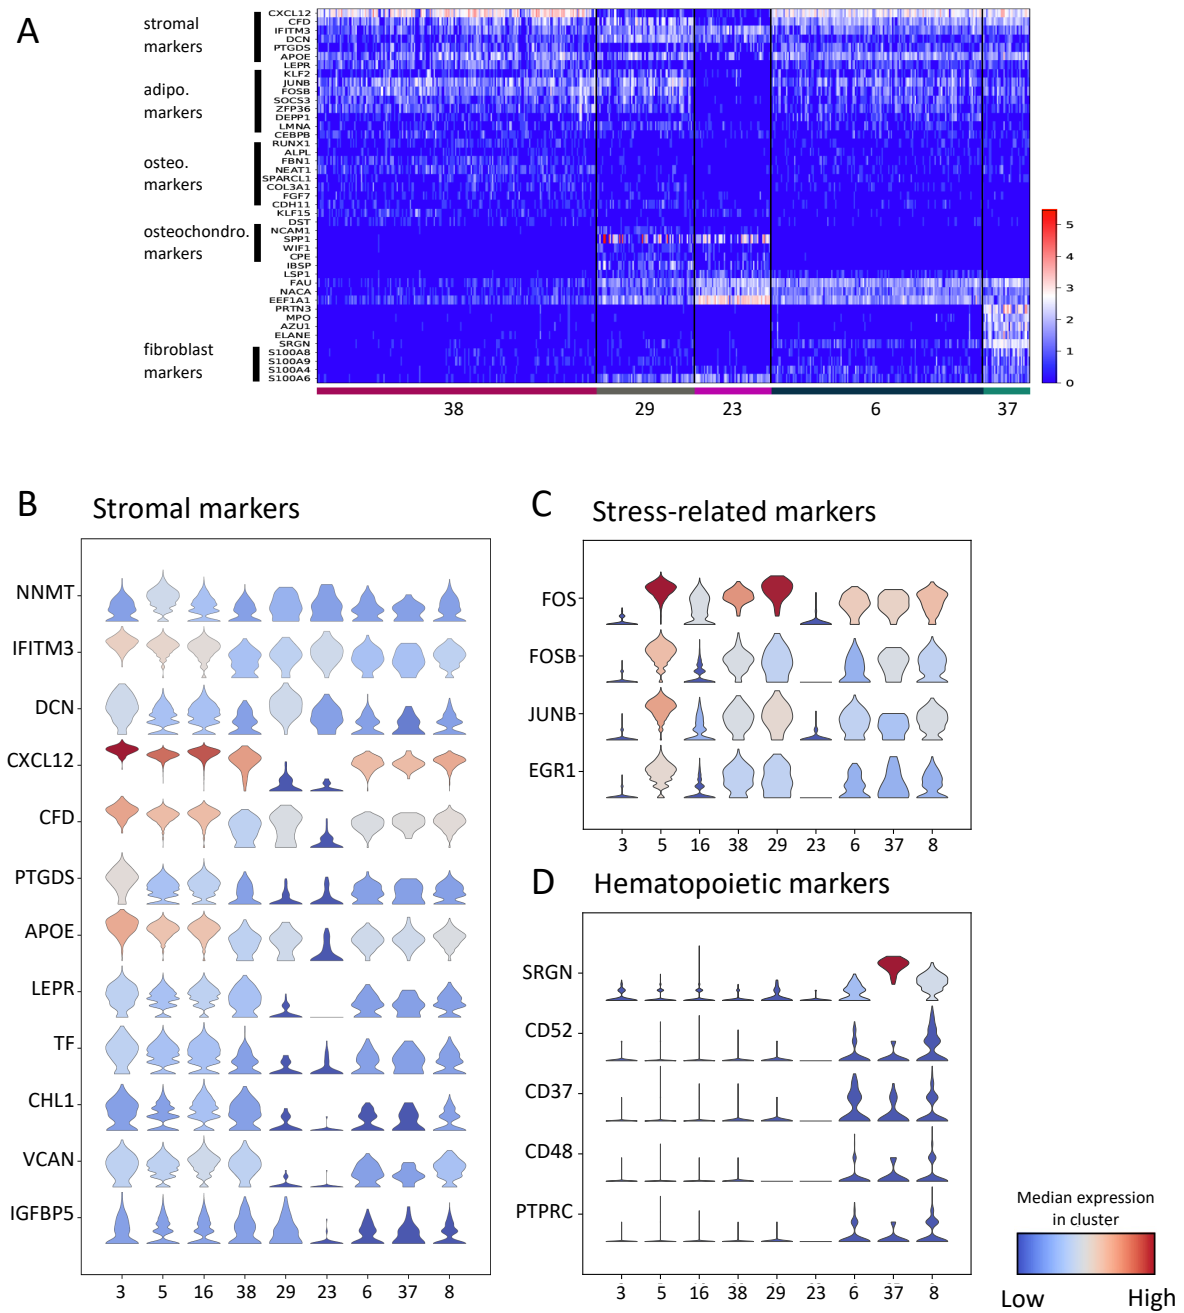 A
stromal
markers
adipo.
markers
osteo.
markers
osteochondro.
markers
fibroblast
markers
CXCL12
CFD
IFITM3
DCN
PTGDS
APOE
LEPR
KLF2
JUNB
FOSB
SOCS3
ZFP36
DEPP1
LMNA
CEBPB
RUNX1
ALPL
FBN1
NEAT1
SPARCL1
COL3A1
FGF7
CDH11
KLF15
DST
NCAM1
SPP1
WIF1
CPE
IBSP
LSP1
FAU
NACA
EEF1A1
PRTN3
MPO
AZU1
ELANE
SRGN
S100A8
S100A9
S100A4
S100A6
38 29 23 6 37
5
4
3
2
1
0
B Stromal markers
NNMT
IFITM3
DCN
CXCL12
CFD
PTGDS
APOE
LEPR
TF
CHL1
VCAN
IGFBP5
3 5 16 38 29 23 6 37 8
C Stress-related markers
FOS
FOSB
JUNB
EGR1
3 5 16 38 29 23 6 37 8
D Hematopoietic markers
SRGN
CD52
CD37
CD48
PTPRC
3 5 16 38 29 23 6 37 8
Median expression
in cluster
Low High